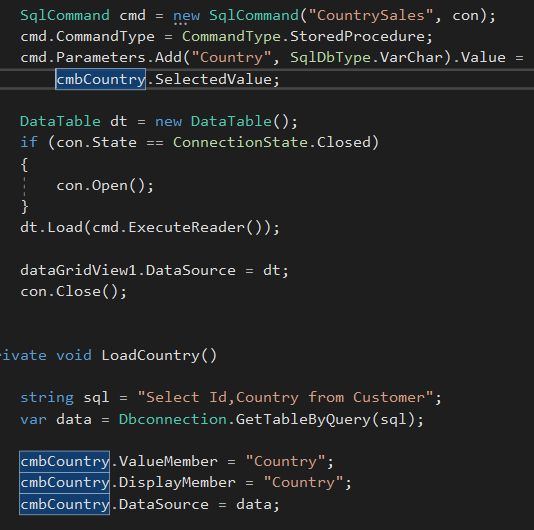 SqlCommand cmd = new SqlCommand("CountrySales", con);
cmd.CommandType = CommandType.StoredProcedure;
cmd.Parameters.Add("Country", SqlDbType.VarChar).Value =
cmbCountry.SelectedValue;
DataTable dt = new DataTable();
if (con.State == ConnectionState.Closed)
{
con.Open();
}
dt.Load(cmd.ExecuteReader());
dataGridView1.DataSource = dt;
con.Close();
rivate void LoadCountry()
string sql = "Select Id,Country from Customer";
var data = Dbconnection.GetTableByQuery(sql);
cmbCountry.ValueMember = "Country";
cmbCountry.DisplayMember = "Country";
cmbCountry.DataSource = data;